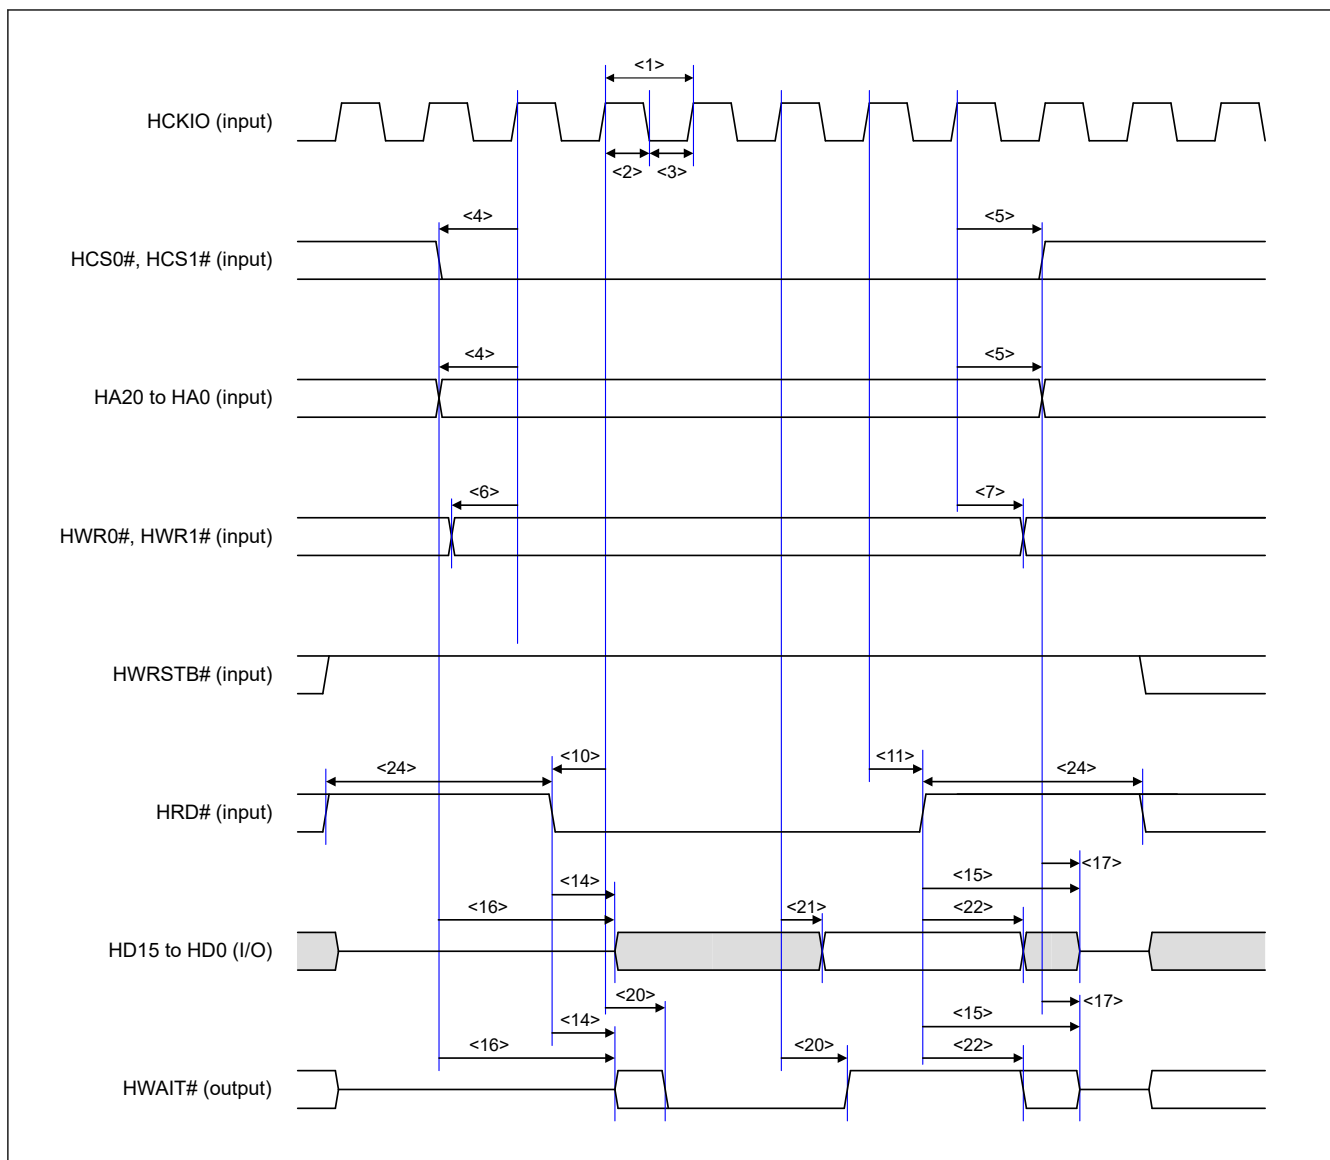 <1>
HCKIO (input)
<2> <3>
<4> <5>
HCS0#, HCS1# (input)
<4> <5>
HA20 to HA0 (input)
<6> <7>
HWR0#, HWR1# (input)
HWRSTB# (input)
<10> <11>
<24> <24>
HRD# (input)
<17>
<14> <15>
<16> <21> <22>
HD15 to HD0 (I/O)
<20> <17>
<14> <15>
<16> <20> <22>
HWAIT# (output)